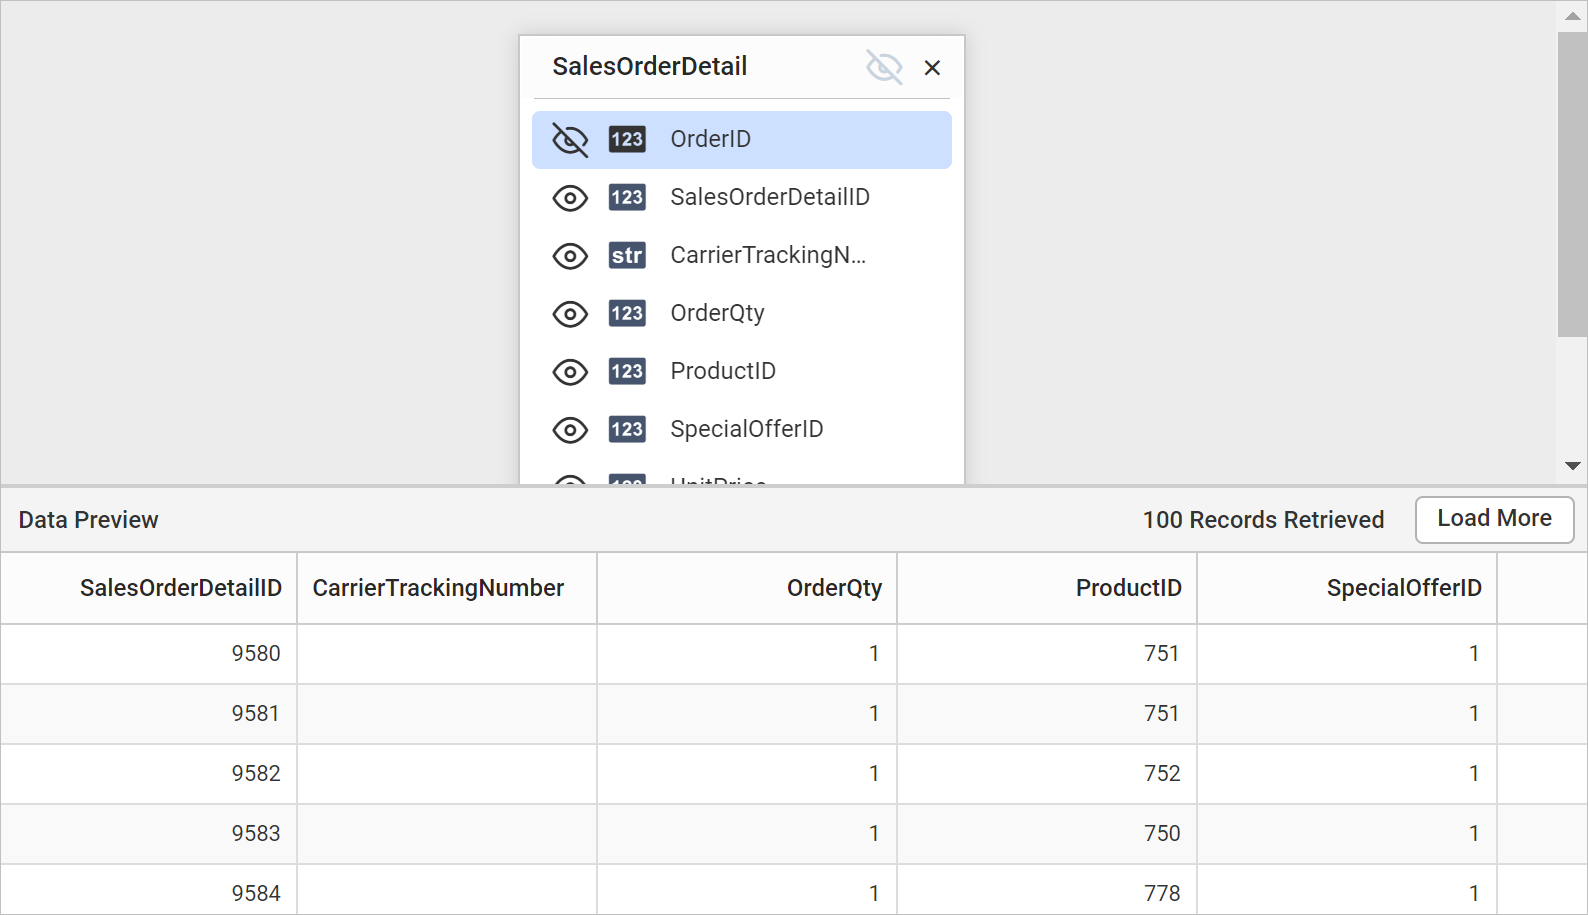 SalesOrderDetail
123 OrderID
123 SalesOrderDetailID
str CarrierTrackingN...
123 OrderQty
123 ProductID
123 SpecialOfferID
123 UnitPrice
Data Preview 100 Records Retrieved Load More
SalesOrderDetailID CarrierTrackingNumber OrderQty ProductID SpecialOfferID
9580 1 751 1
9581 1 751 1
9582 1 752 1
9583 1 750 1
9584 1 778 1